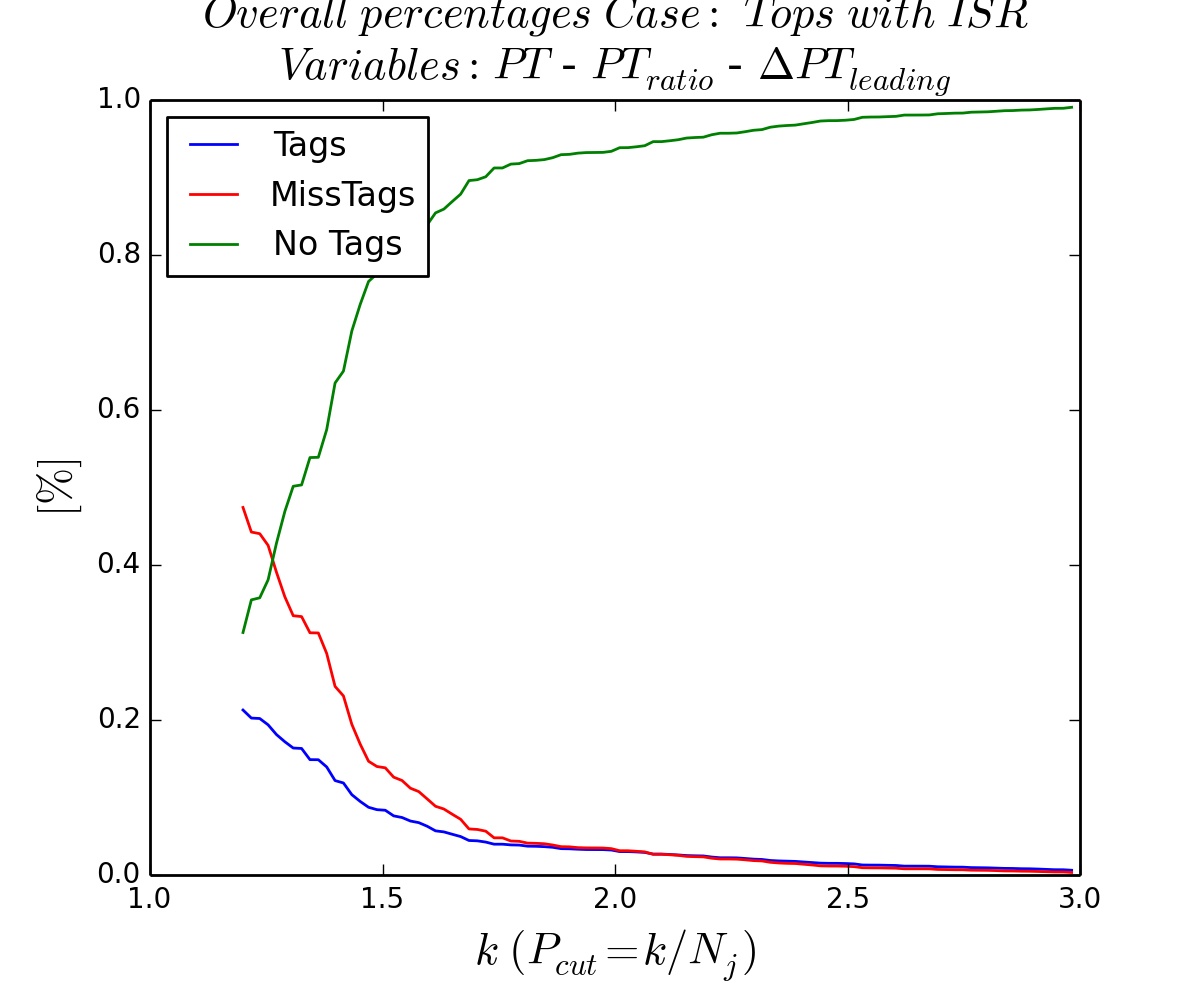 Overall percentages Case: Tops with ISR
Variables: PT - PT_ratio - ΔPT_leading
1.0
0.8
0.6
0.4
0.2
0.0
Tags
MissTags
No Tags
[%]
1.0 1.5 2.0 2.5 3.0
k (P_cut = k/N_j)